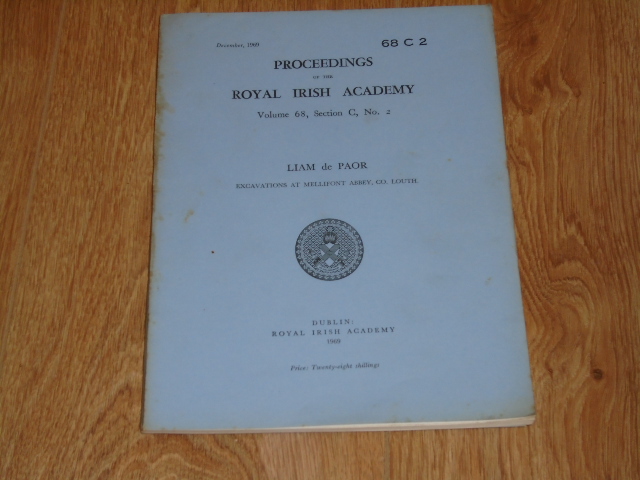 December, 1969
68 C 2
PROCEEDINGS
OF THE
ROYAL IRISH ACADEMY
Volume 68, Section C, No. 2
LIAM de PAOR
EXCAVATIONS AT MELLIFONT ABBEY, CO. LOUTH.
DUBLIN:
ROYAL IRISH ACADEMY
1969
Price: Twenty-eight shillings